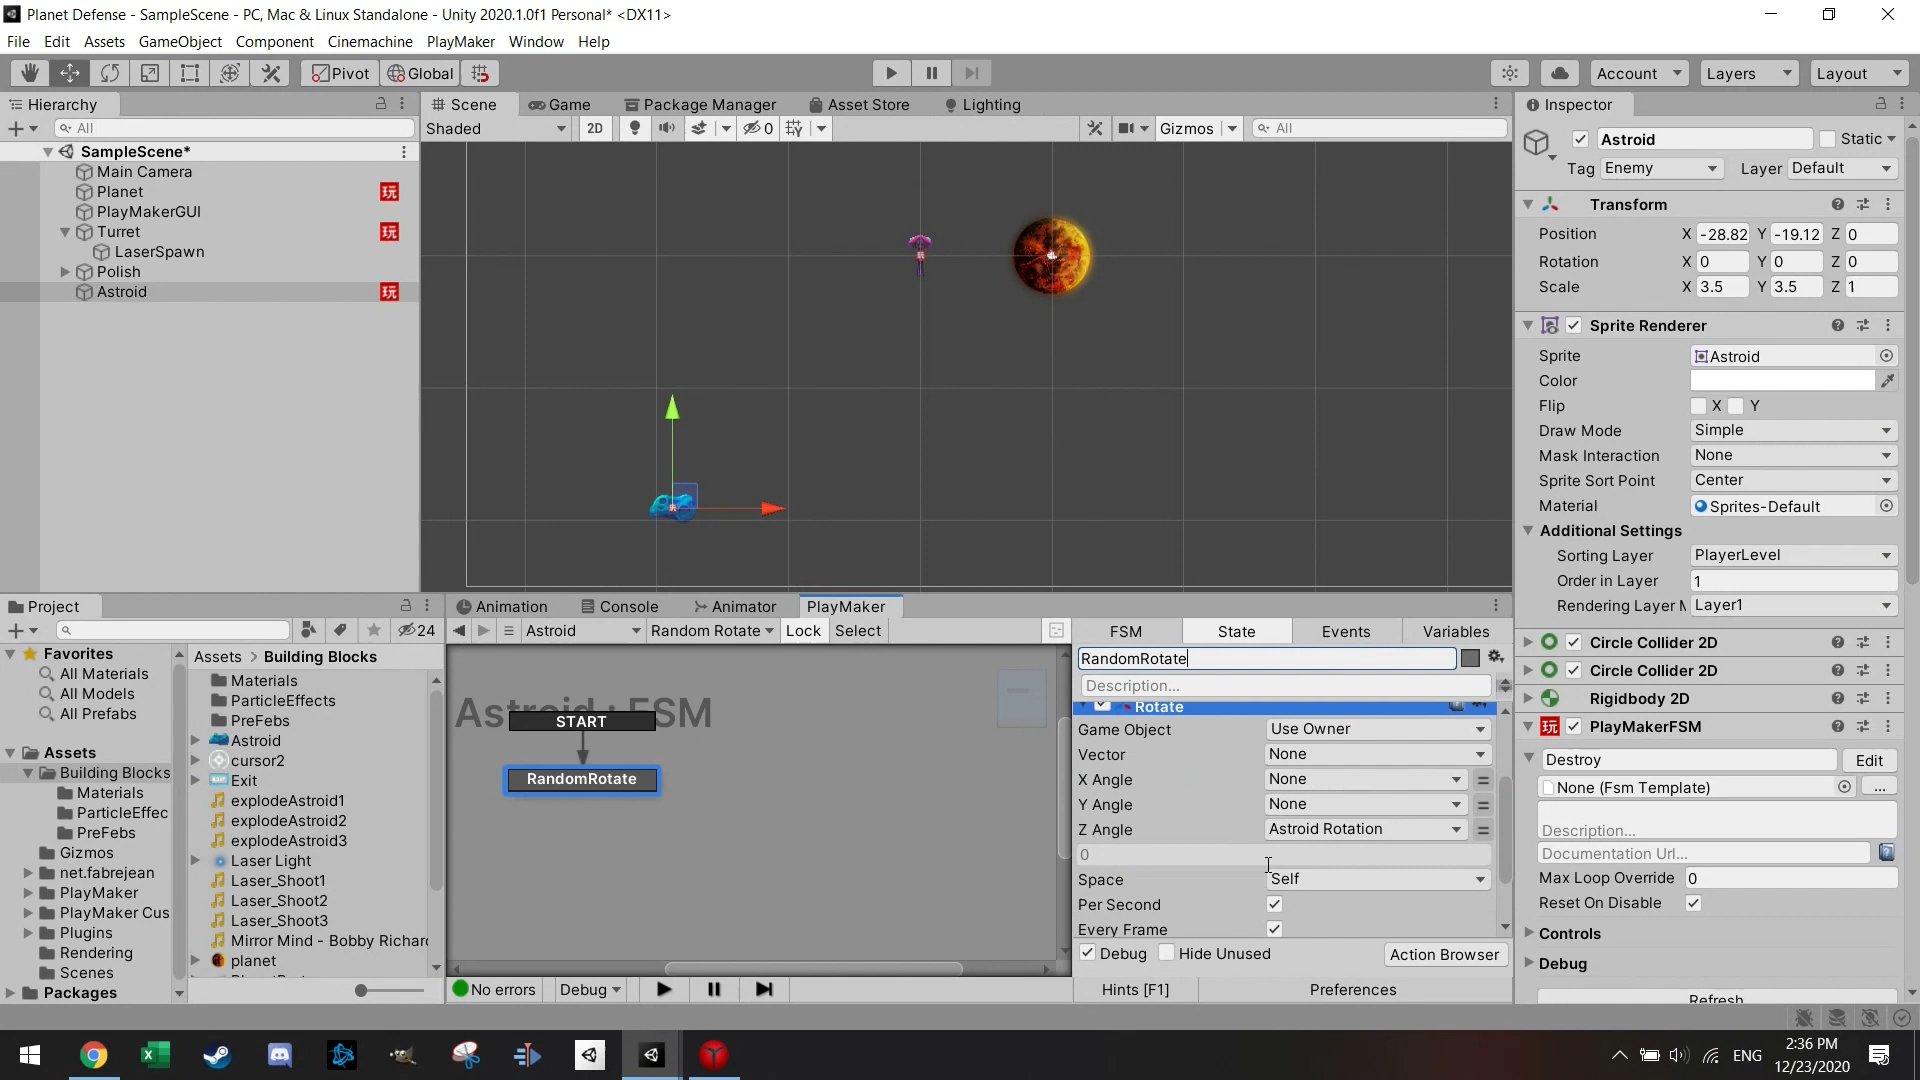 Planet Defense - SampleScene - PC, Mac & Linux Standalone - Unity 2020.1.0f1 Personal* <DX11>
File Edit Assets GameObject Component Cinemachine PlayMaker Window Help
Pivot Global Account Layers Layout
Hierarchy
All
SampleScene*
Main Camera
Planet 玩
PlayMakerGUI
Turret 玩
LaserSpawn
Polish
Astroid 玩
Scene Game Package Manager Asset Store Lighting
Shaded 2D 0 Gizmos All
Inspector
Astroid Static
Tag Enemy Layer Default
Transform
Position X -28.82 Y -19.12 Z 0
Rotation X 0 Y 0 Z 0
Scale X 3.5 Y 3.5 Z 1
Sprite Renderer
Sprite Astroid
Color
Flip X Y
Draw Mode Simple
Mask Interaction None
Sprite Sort Point Center
Material Sprites-Default
Additional Settings
Sorting Layer PlayerLevel
Order in Layer 1
Rendering Layer M Layer1
Circle Collider 2D
Circle Collider 2D
Rigidbody 2D
玩 PlayMakerFSM
Destroy Edit
None (Fsm Template) ...
Description...
Documentation Url...
Max Loop Override 0
Reset On Disable
Controls
Debug
Refresh
Project
24
Favorites
All Materials
All Models
All Prefabs
Assets
Building Blocks
Materials
ParticleEffec
PreFebs
Gizmos
net.fabrejean
PlayMaker
PlayMaker Cus
Plugins
Rendering
Scenes
Packages
Assets > Building Blocks
Materials
ParticleEffects
PreFebs
Astroid
cursor2
Exit
explodeAstroid1
explodeAstroid2
explodeAstroid3
Laser Light
Laser_Shoot1
Laser_Shoot2
Laser_Shoot3
Mirror Mind - Bobby Richar
planet
Animation Console Animator PlayMaker
Astroid Random Rotate Lock Select
Astroid : FSM
START
RandomRotate
No errors Debug
FSM State Events Variables
RandomRotate
Description...
Rotate
Game Object Use Owner
Vector None
X Angle None
Y Angle None
Z Angle Astroid Rotation
0
Space Self
Per Second
Every Frame
Debug Hide Unused Action Browser
Hints [F1] Preferences
ENG
2:36 PM
12/23/2020